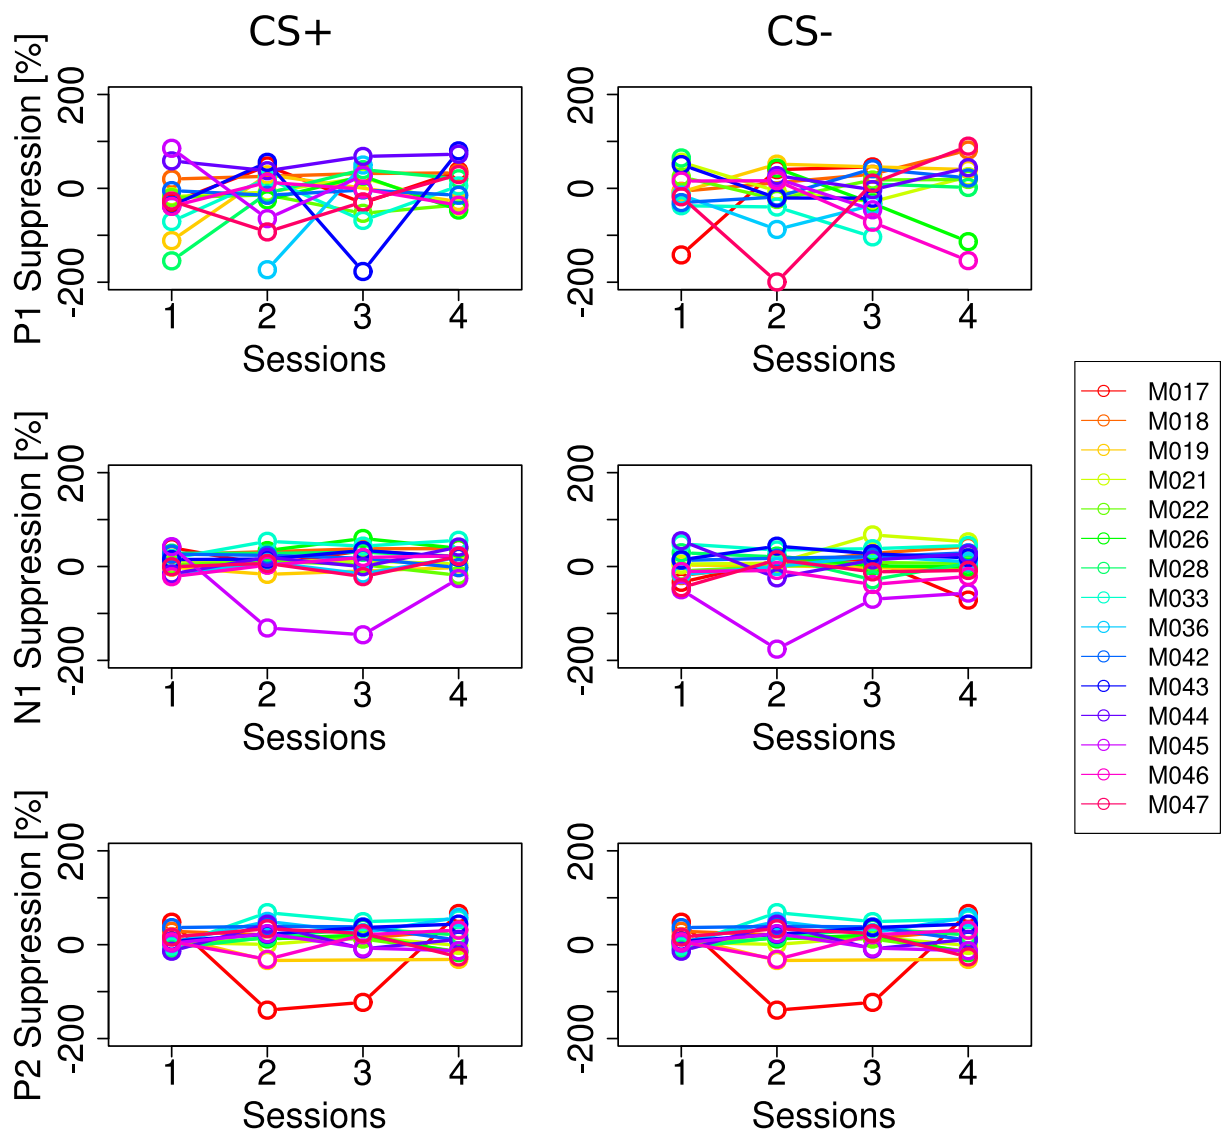 CS+ CS-
P1 Suppression [%]
200
0
-200
1 2 3 4
Sessions
200
0
-200
1 2 3 4
Sessions
N1 Suppression [%]
200
0
-200
1 2 3 4
Sessions
200
0
-200
1 2 3 4
Sessions
P2 Suppression [%]
200
0
-200
1 2 3 4
Sessions
200
0
-200
1 2 3 4
Sessions
M017
M018
M019
M021
M022
M026
M028
M033
M036
M042
M043
M044
M045
M046
M047